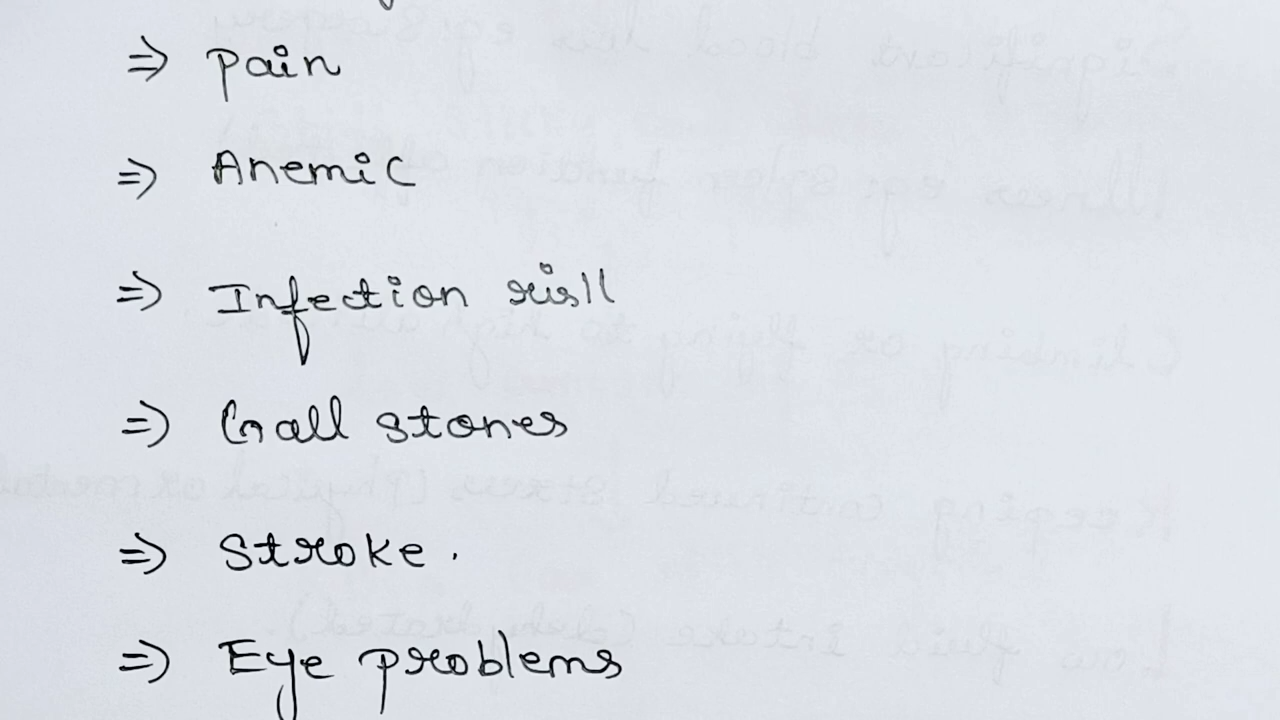 => Pain
=> Anemic
=> Infection risk
=> Gall stones
=> Stroke.
=> Eye problems